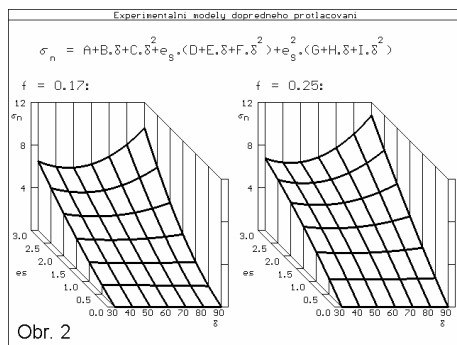 Experimentalni modely dopredneho protlacovani
σn = A+B.δ+C.δ²+es.(D+E.δ+F.δ²)+es².(G+H.δ+I.δ²)
f = 0.17: f = 0.25:
12 12
σn σn
8 8
4 4
3.0 3.0
2.5 2.5
2.0 2.0
es 1.5 es 1.5
1.0 1.0
0.5 0.5
0.0 30 40 50 60 70 80 90 0.0 30 40 50 60 70 80 90
δ δ
Obr. 2